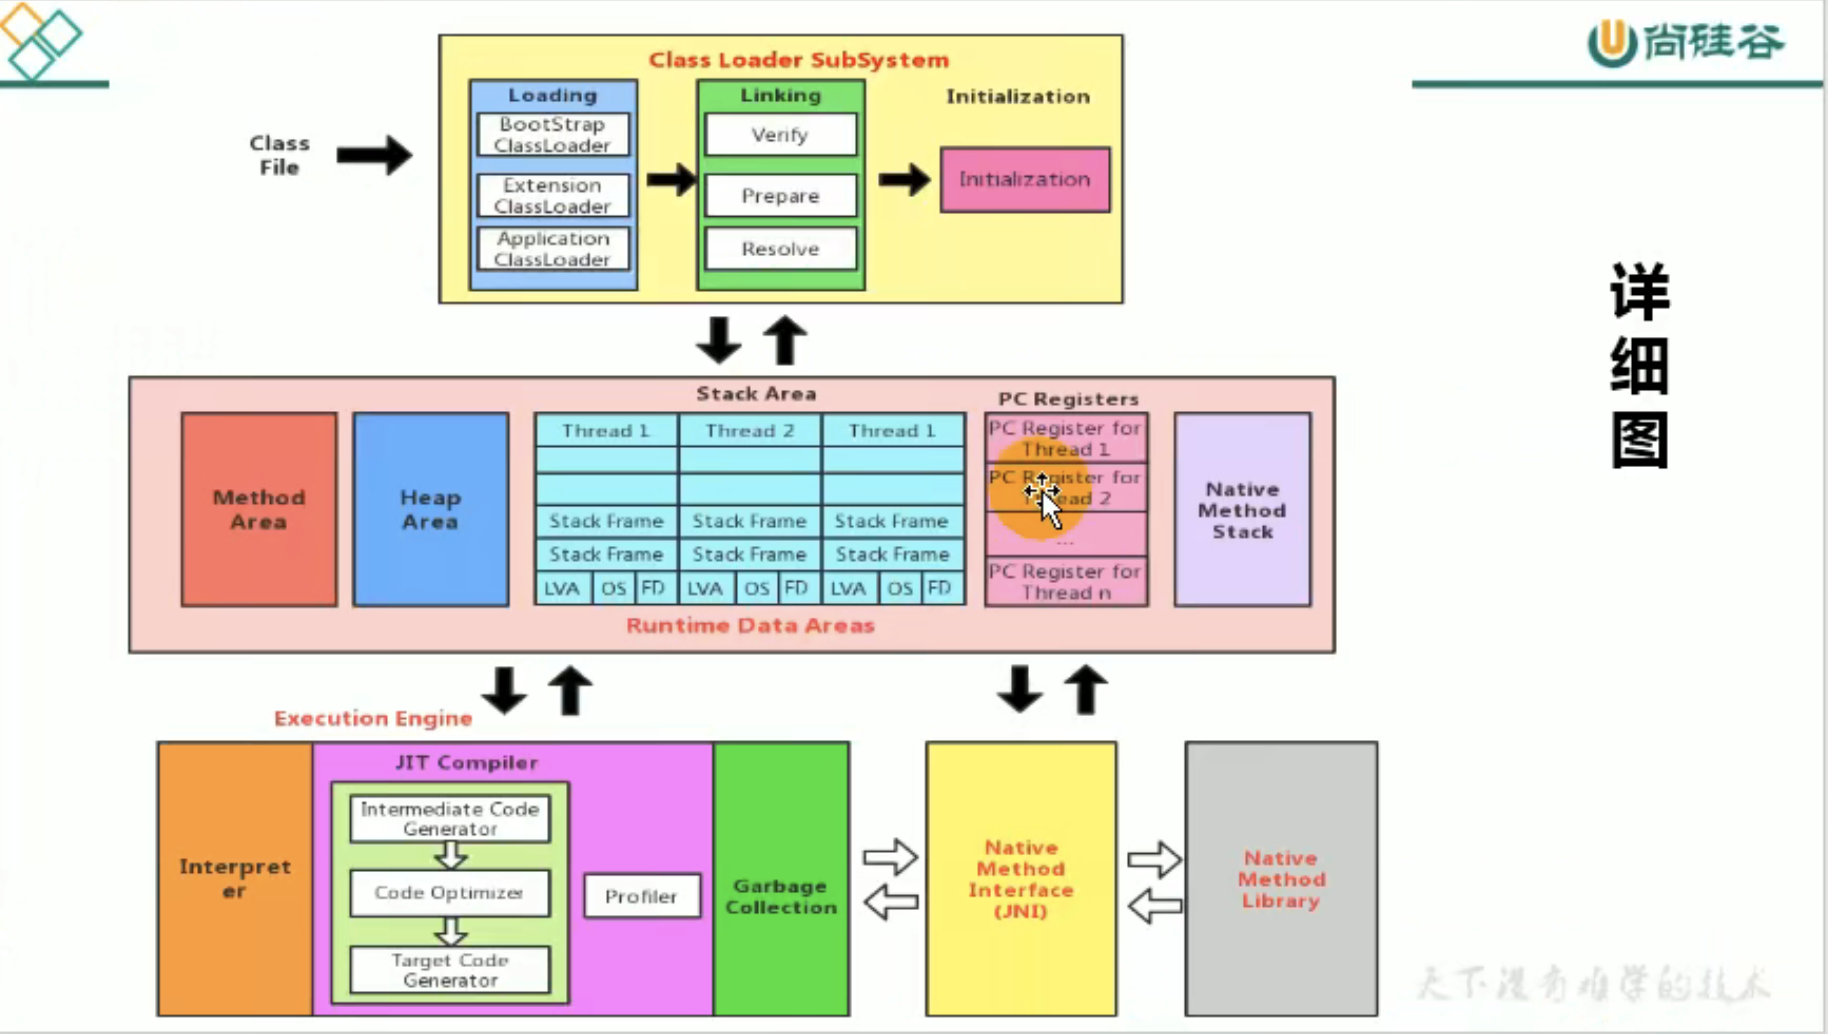 尚硅谷
Class Loader SubSystem
Loading
BootStrap
ClassLoader
Extension
ClassLoader
Application
ClassLoader
Linking
Verify
Prepare
Resolve
Initialization
Initialization
Class
File
详
细
图
Stack Area
PC Registers
Method
Area
Heap
Area
Thread 1
Thread 2
Thread 1
Stack Frame
Stack Frame
Stack Frame
Stack Frame
Stack Frame
Stack Frame
LVA
OS
FD
LVA
OS
FD
LVA
OS
FD
PC Register for
Thread 1
PC Register for
Thread 2
...
PC Register for
Thread n
Native
Method
Stack
Runtime Data Areas
Execution Engine
Interpret
er
JIT Compiler
Intermediate Code
Generator
Code Optimizer
Target Code
Generator
Profiler
Garbage
Collection
Native
Method
Interface
(JNI)
Native
Method
Library
天下没有难学的技术